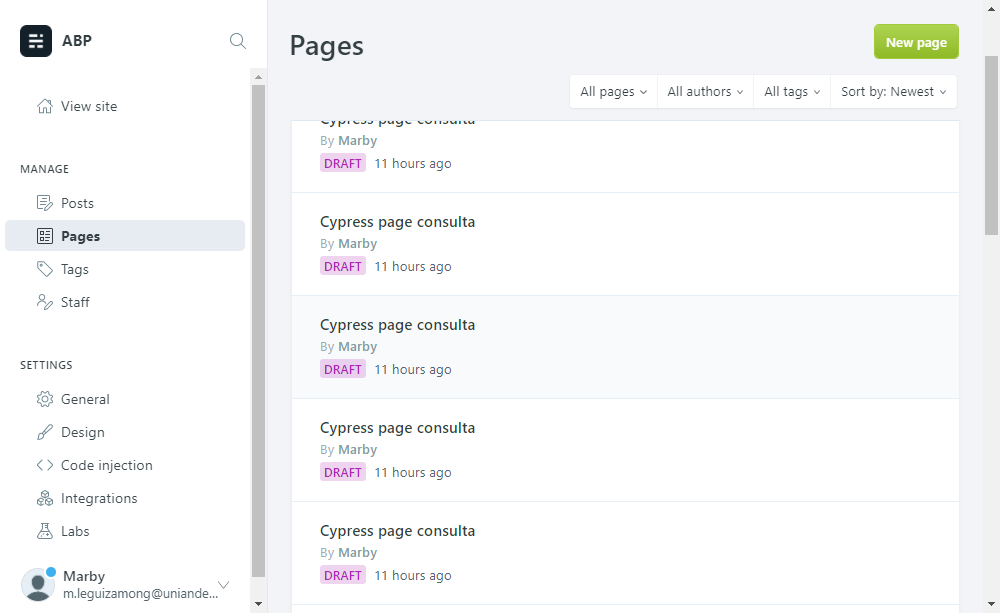 ABP
View site
MANAGE
Posts
Pages
Tags
Staff
SETTINGS
General
Design
Code injection
Integrations
Labs
Marby
m.leguizamong@uniande...
Pages
New page
All pages
All authors
All tags
Sort by: Newest
Cypress page consulta
By Marby
DRAFT 11 hours ago
Cypress page consulta
By Marby
DRAFT 11 hours ago
Cypress page consulta
By Marby
DRAFT 11 hours ago
Cypress page consulta
By Marby
DRAFT 11 hours ago
Cypress page consulta
By Marby
DRAFT 11 hours ago